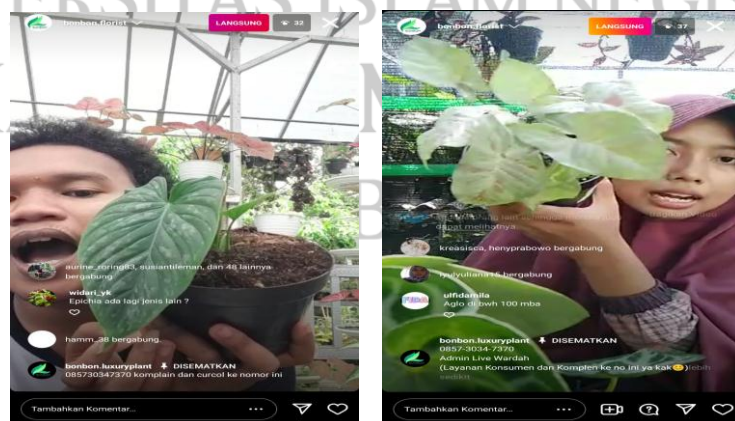 bonbon.florist
LANGSUNG 32
aurine_roring83, susiantileman, dan 48 lainnya
bergabung
widari_yk
Epichia ada lagi jenis lain ?
hamm_38 bergabung
bonbon.luxuryplant DISEMATKAN
085730347370 komplain dan curcol ke nomor ini
Tambahkan Komentar...
bonbon.florist
LANGSUNG 37
dapat melihatnya
kreasisca, henyprabowo bergabung
bergabung
ulfidamila
Aglo di bwh 100 mba
bonbon.luxuryplant DISEMATKAN
0857-3034-7370
Admin Live Wardah
(Layanan Konsumen dan Komplen ke no ini ya kak😊)lebih
sedikit
Tambahkan Komentar...